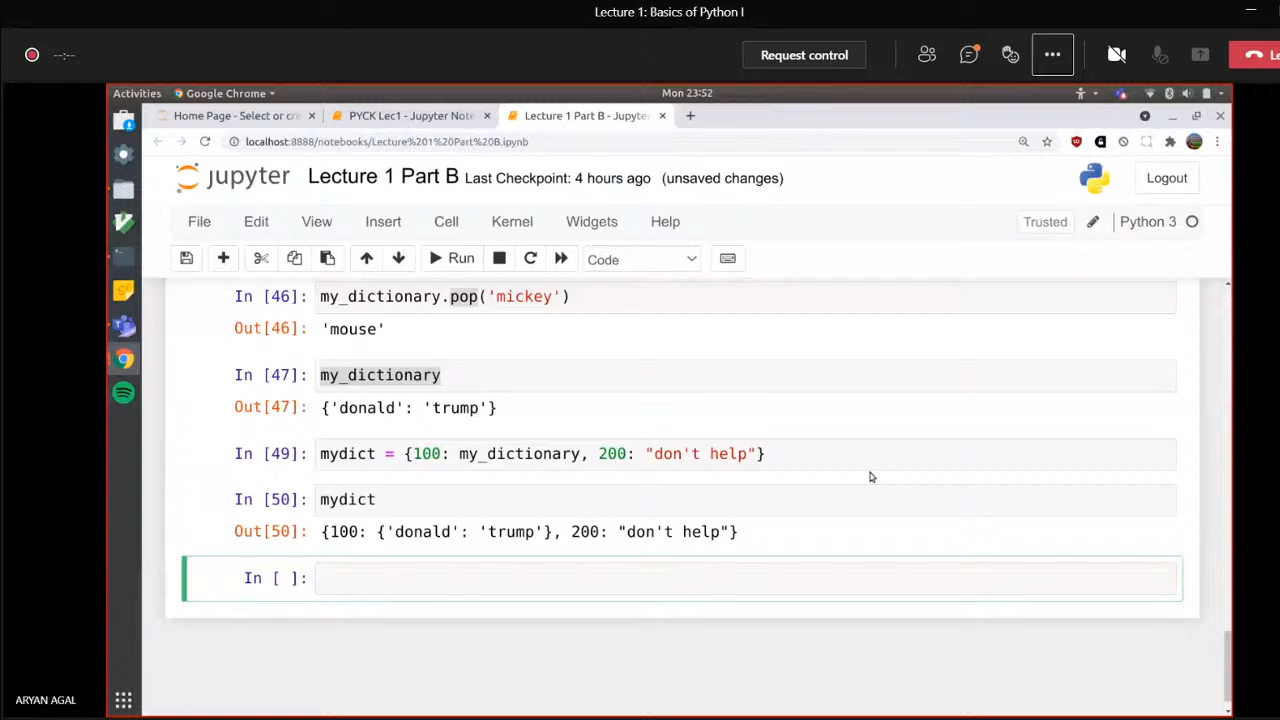 Lecture 1: Basics of Python I
--:--
Request control
Activities
Google Chrome
Mon 23:52
Home Page - Select or cre
PYCK Lec1 - Jupyter Note
Lecture 1 Part B - Jupyter
localhost:8888/notebooks/Lecture%201%20Part%20B.ipynb
jupyter
Lecture 1 Part B Last Checkpoint: 4 hours ago (unsaved changes)
Logout
File Edit View Insert Cell Kernel Widgets Help
Trusted
Python 3
Run
Code
In [46]: my_dictionary.pop('mickey')
Out[46]: 'mouse'
In [47]: my_dictionary
Out[47]: {'donald': 'trump'}
In [49]: mydict = {100: my_dictionary, 200: "don't help"}
In [50]: mydict
Out[50]: {100: {'donald': 'trump'}, 200: "don't help"}
In [ ]:
ARYAN AGAL